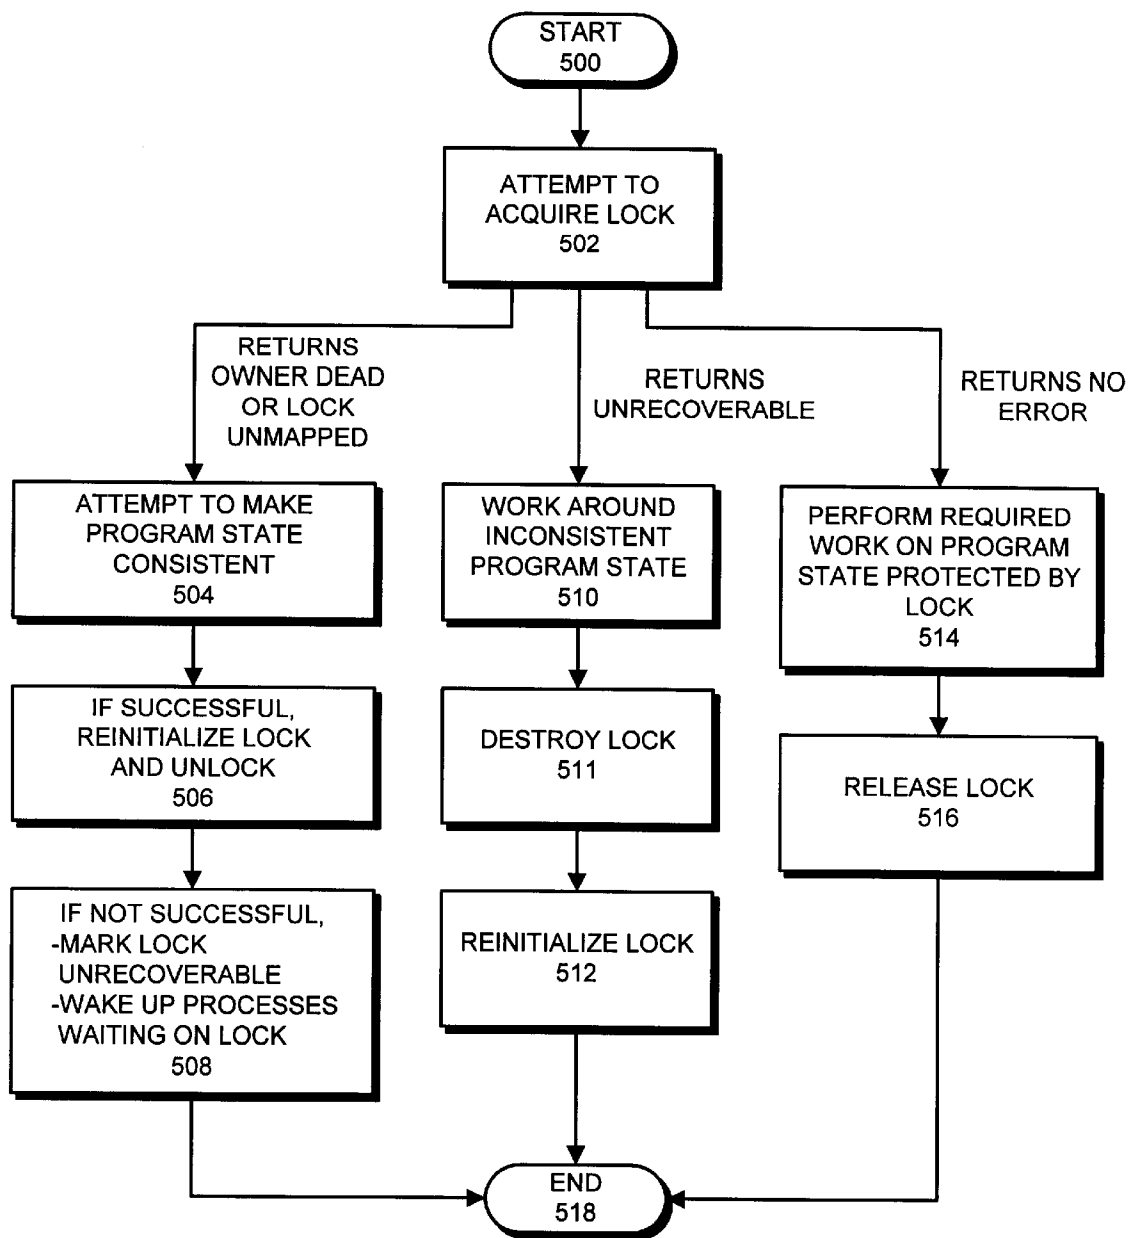 START
500
ATTEMPT TO
ACQUIRE LOCK
502
RETURNS
OWNER DEAD
OR LOCK
UNMAPPED
RETURNS
UNRECOVERABLE
RETURNS NO
ERROR
ATTEMPT TO MAKE
PROGRAM STATE
CONSISTENT
504
WORK AROUND
INCONSISTENT
PROGRAM STATE
510
PERFORM REQUIRED
WORK ON PROGRAM
STATE PROTECTED BY
LOCK
514
IF SUCCESSFUL,
REINITIALIZE LOCK
AND UNLOCK
506
DESTROY LOCK
511
RELEASE LOCK
516
IF NOT SUCCESSFUL,
-MARK LOCK
UNRECOVERABLE
-WAKE UP PROCESSES
WAITING ON LOCK
508
REINITIALIZE LOCK
512
END
518